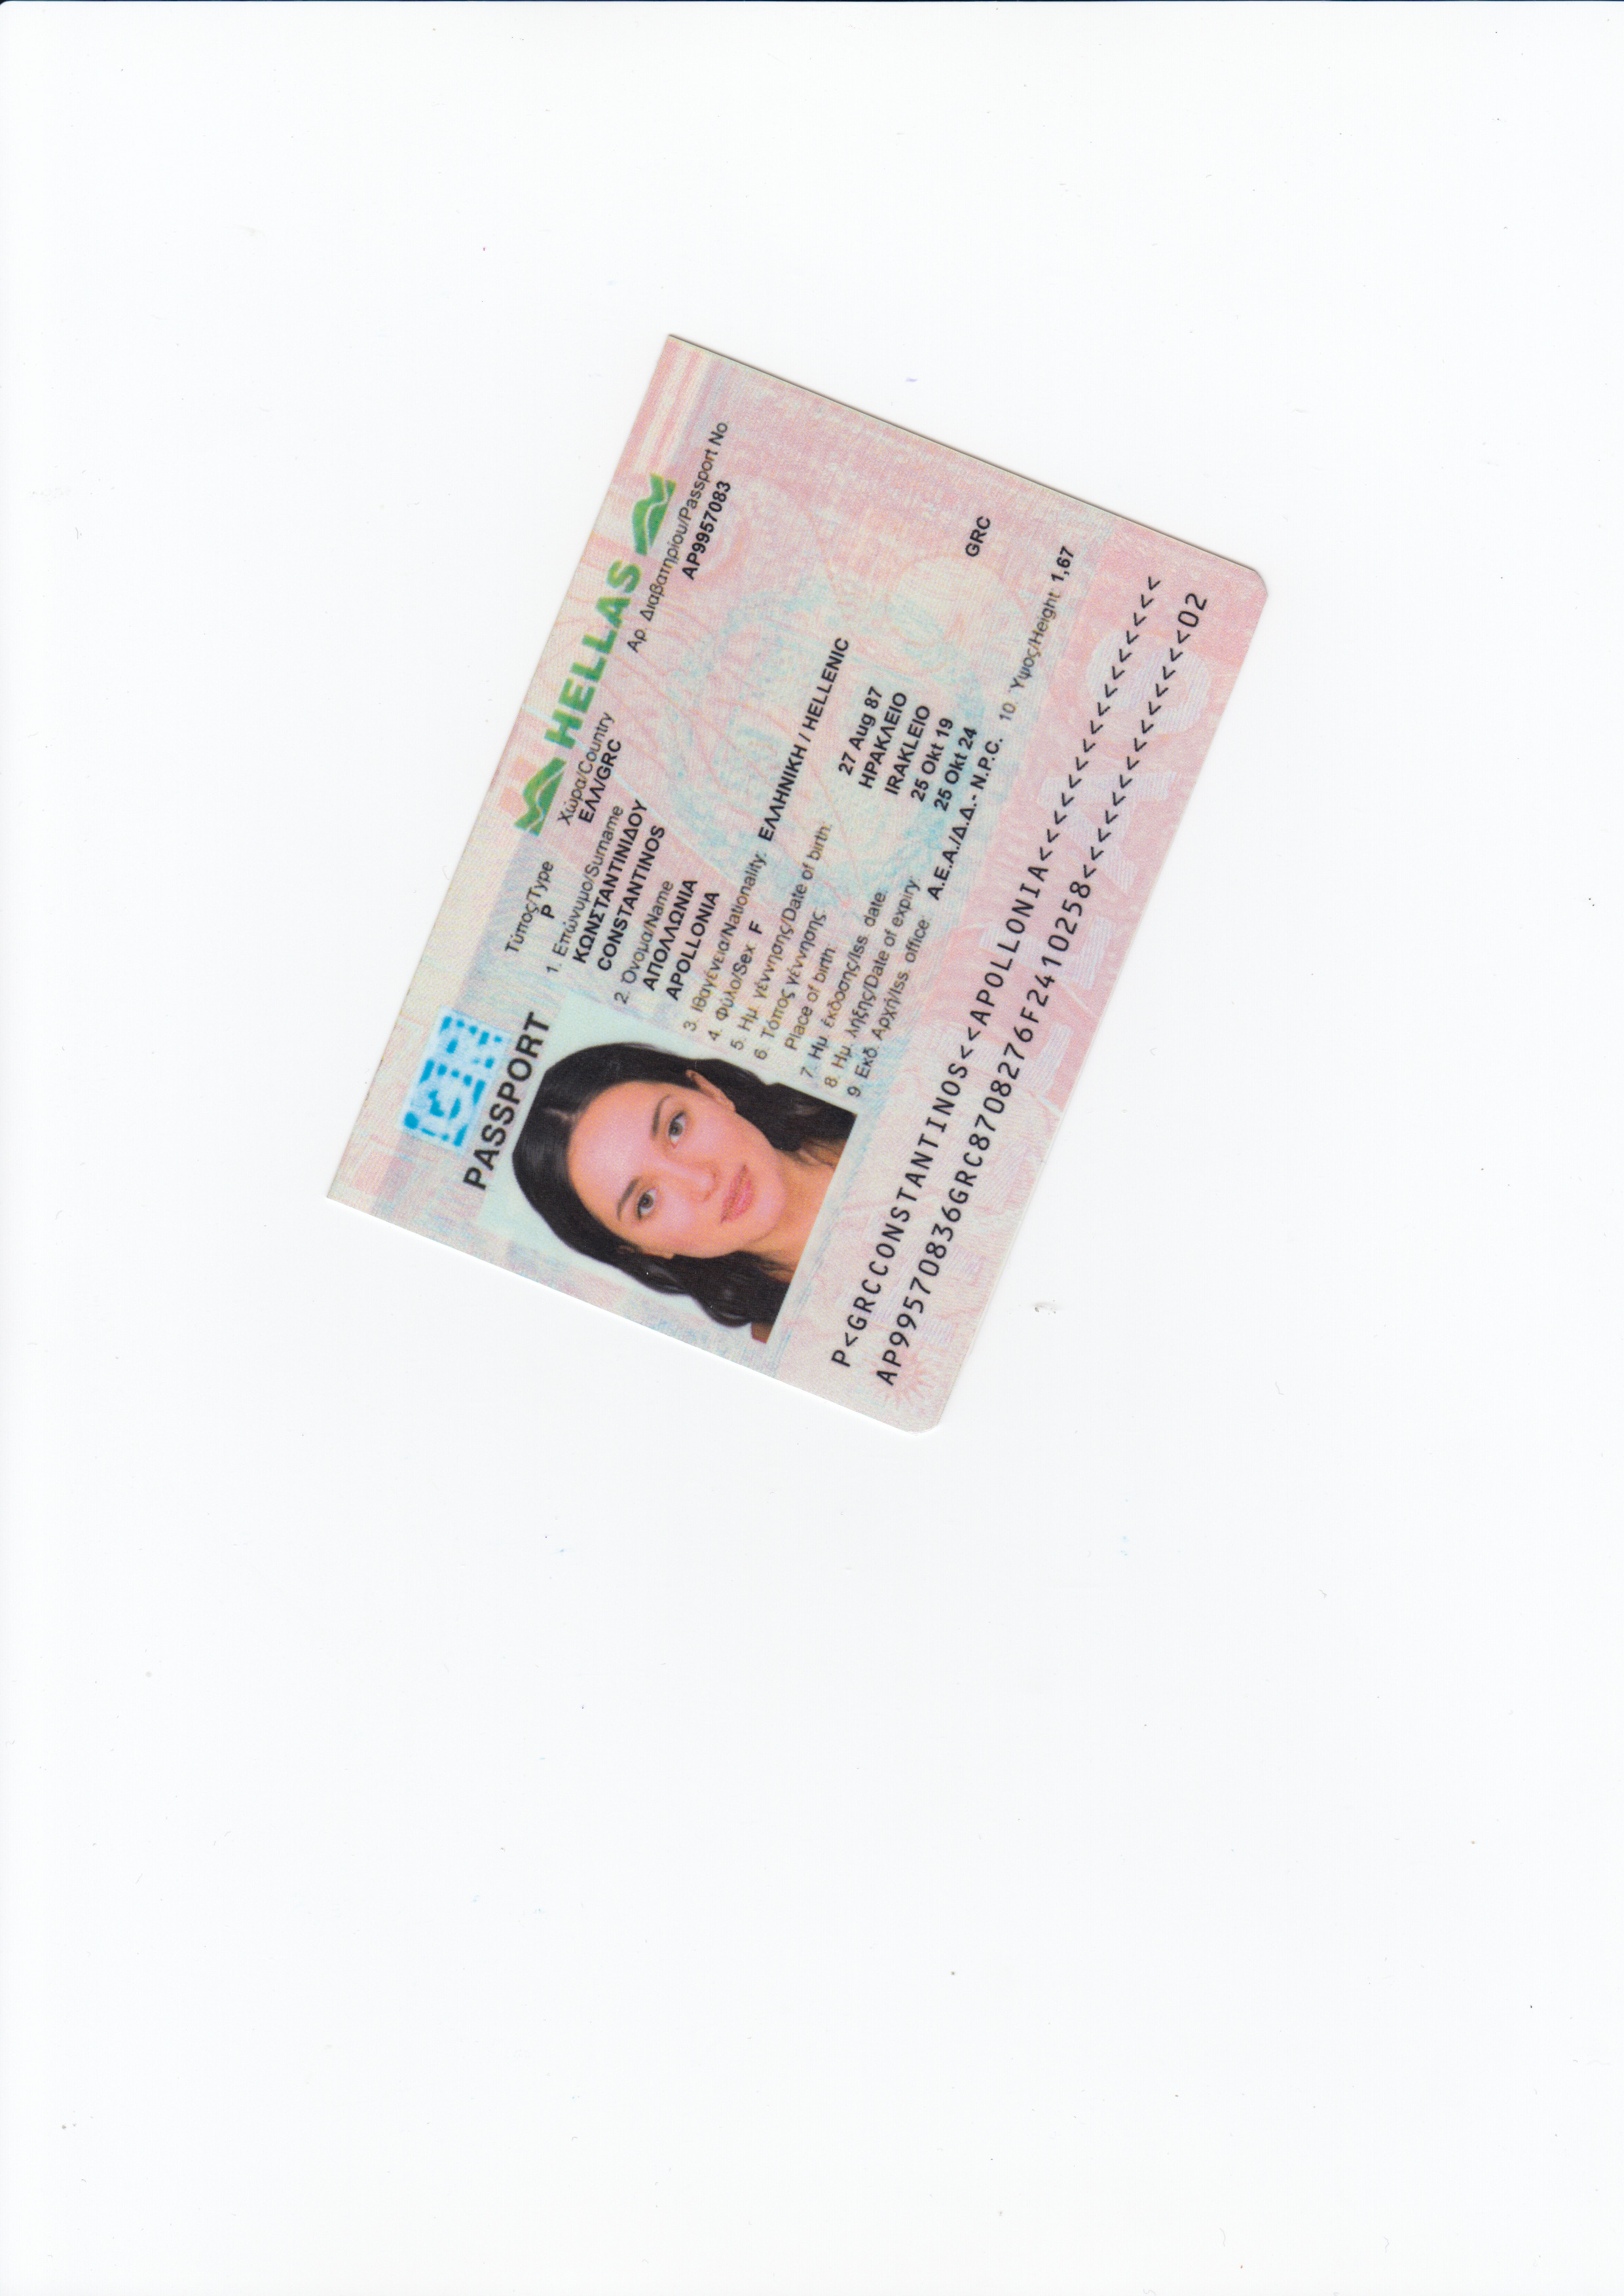 HELLAS
PASSPORT
Τύπος/Type
P
Χώρα/Country
ΕΛΛ/GRC
Αρ. Διαβατηρίου/Passport No
AP9957083
1. Επώνυμο/Surname
ΚΩΝΣΤΑΝΤΙΝΙΔΟΥ
CONSTANTINOS
2. Όνομα/Name
ΑΠΟΛΛΩΝΙΑ
APOLLONIA
3. Ιθαγένεια/Nationality: ΕΛΛΗΝΙΚΗ / HELLENIC
4. Φύλο/Sex F
5. Ημ. γέννησης/Date of birth: 27 Aug 87
6. Τόπος γέννησης ΗΡΑΚΛΕΙΟ
Place of birth: IRAKLEIO GRC
7. Ημ. έκδοσης/Iss. date 25 Okt 19
8. Ημ. λήξης/Date of expiry: 25 Okt 24
9. Εκδ. Αρχή/Iss. office: Α.Ε.Α./Δ.Δ.- N.P.C. 10. Ύψος/Height: 1,67
P<GRCCONSTANTINOS<<APOLLONIA<<<<<<<<<<<<<<<<
AP99570836GRC8708276F2410258<<<<<<<<<<<<<<02